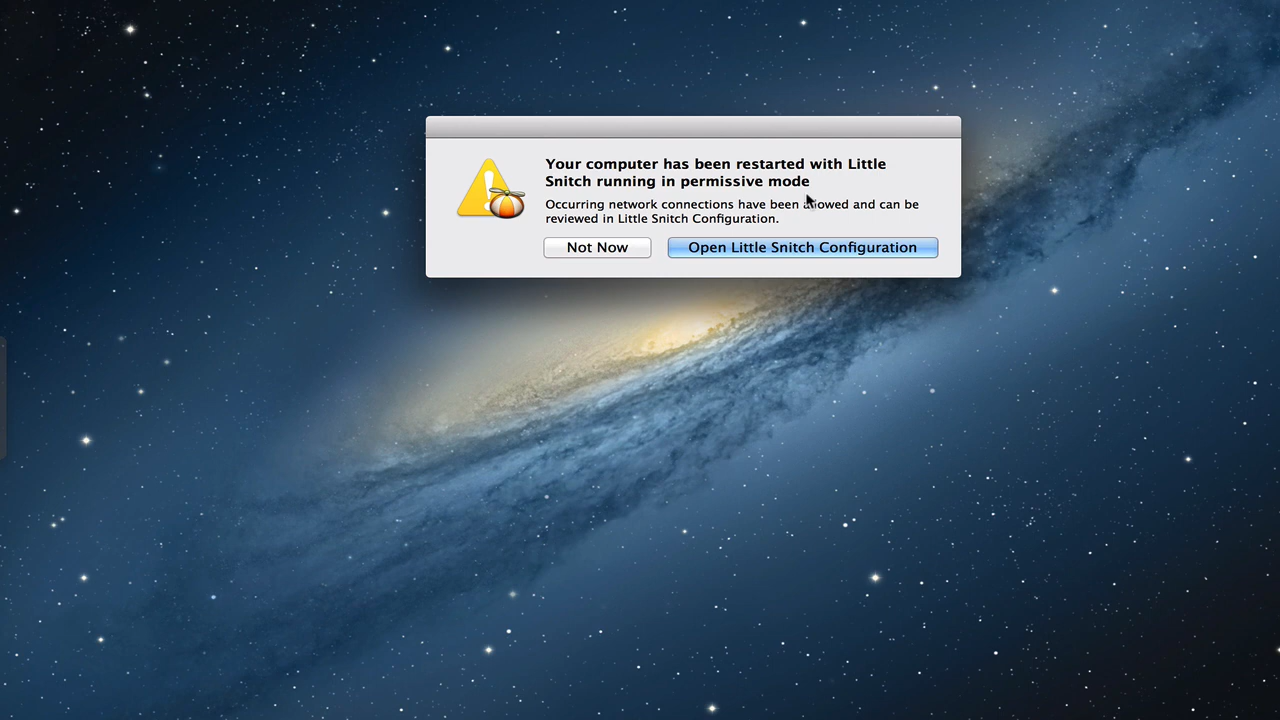 Your computer has been restarted with Little
Snitch running in permissive mode
Occurring network connections have been allowed and can be
reviewed in Little Snitch Configuration.
Not Now
Open Little Snitch Configuration